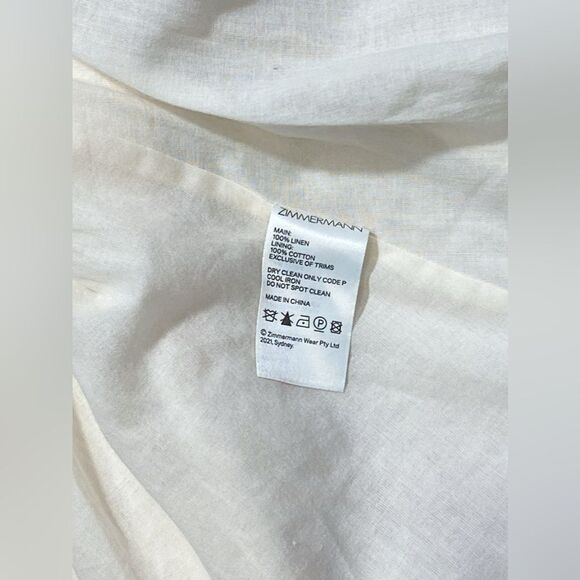 ZIMMERMANN
MAIN:
100% LINEN
LINING:
100% COTTON
EXCLUSIVE OF TRIMS
DRY CLEAN ONLY CODE P
COOL IRON
DO NOT SPOT CLEAN
MADE IN CHINA
P
© Zimmermann Wear Pty Ltd
2021, Sydney.